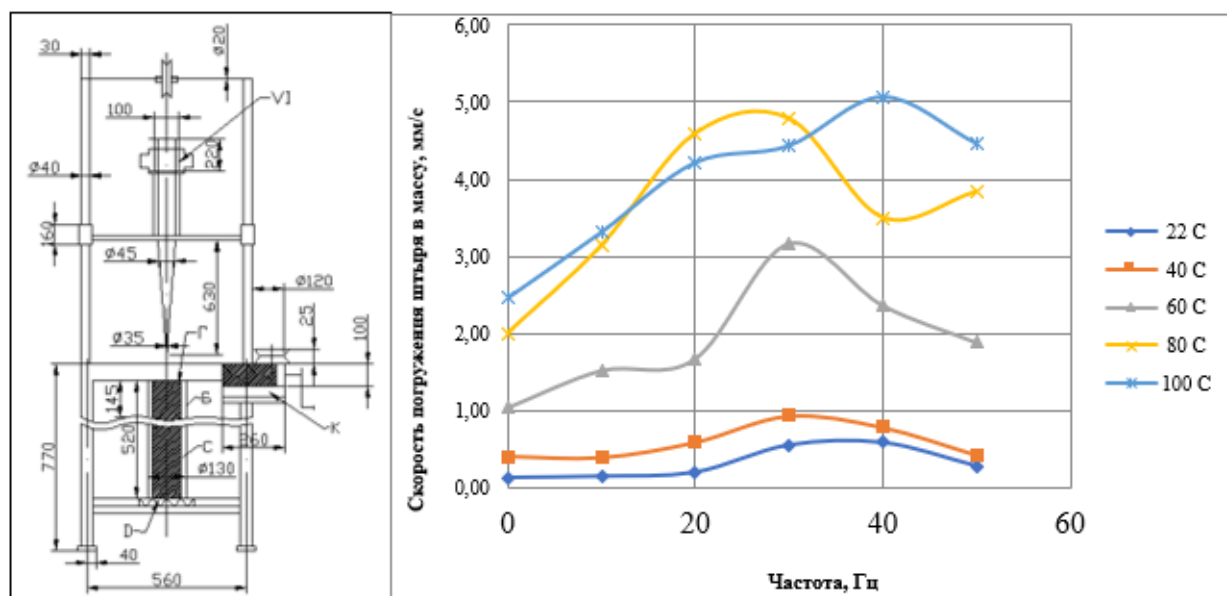 30
ø20
100
VI
220
ø40
160
ø45
630
ø120
25
100
ø35
Г
145
Б
520
С
К
260
770
ø130
D
40
560
Скорость погружения штыря в массу, мм/с
6,00
5,00
4,00
3,00
2,00
1,00
0,00
0
20
40
60
Частота, Гц
22 С
40 С
60 С
80 С
100 С